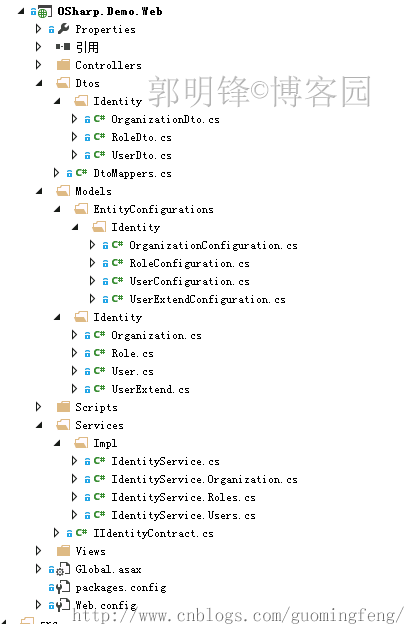 OSharp.Demo.Web
Properties
引用
Controllers
Dtos
郭明锋©博客园
Identity
OrganizationDto.cs
RoleDto.cs
UserDto.cs
DtoMappers.cs
Models
EntityConfigurations
Identity
OrganizationConfiguration.cs
RoleConfiguration.cs
UserConfiguration.cs
UserExtendConfiguration.cs
Identity
Organization.cs
Role.cs
User.cs
UserExtend.cs
Scripts
Services
Impl
IdentityService.cs
IdentityService.Organization.cs
IdentityService.Roles.cs
IdentityService.Users.cs
IIdentityContract.cs
Views
Global.asax
packages.config
Web.config
http://www.cnblogs.com/guomingfeng/